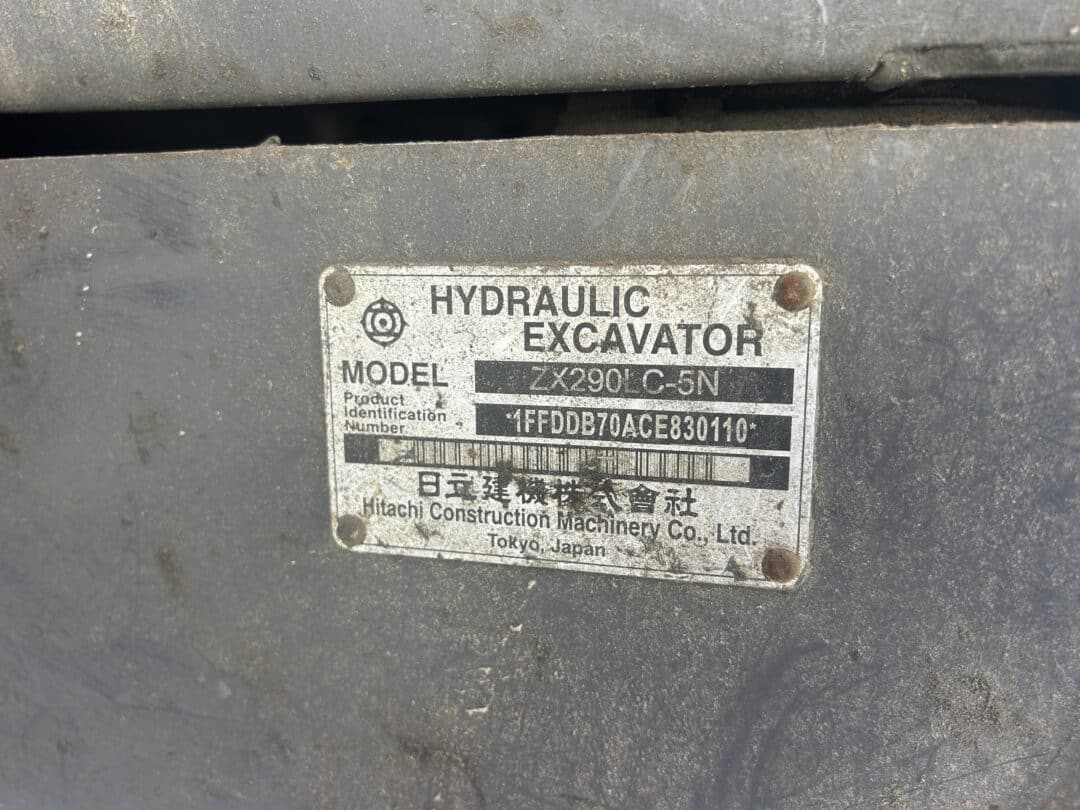 HYDRAULIC
EXCAVATOR
MODEL ZX290LC-5N
Product
Identification
Number
*1FFDDB70ACE830110*
日立建機株式會社
Hitachi Construction Machinery Co., Ltd.
Tokyo, Japan